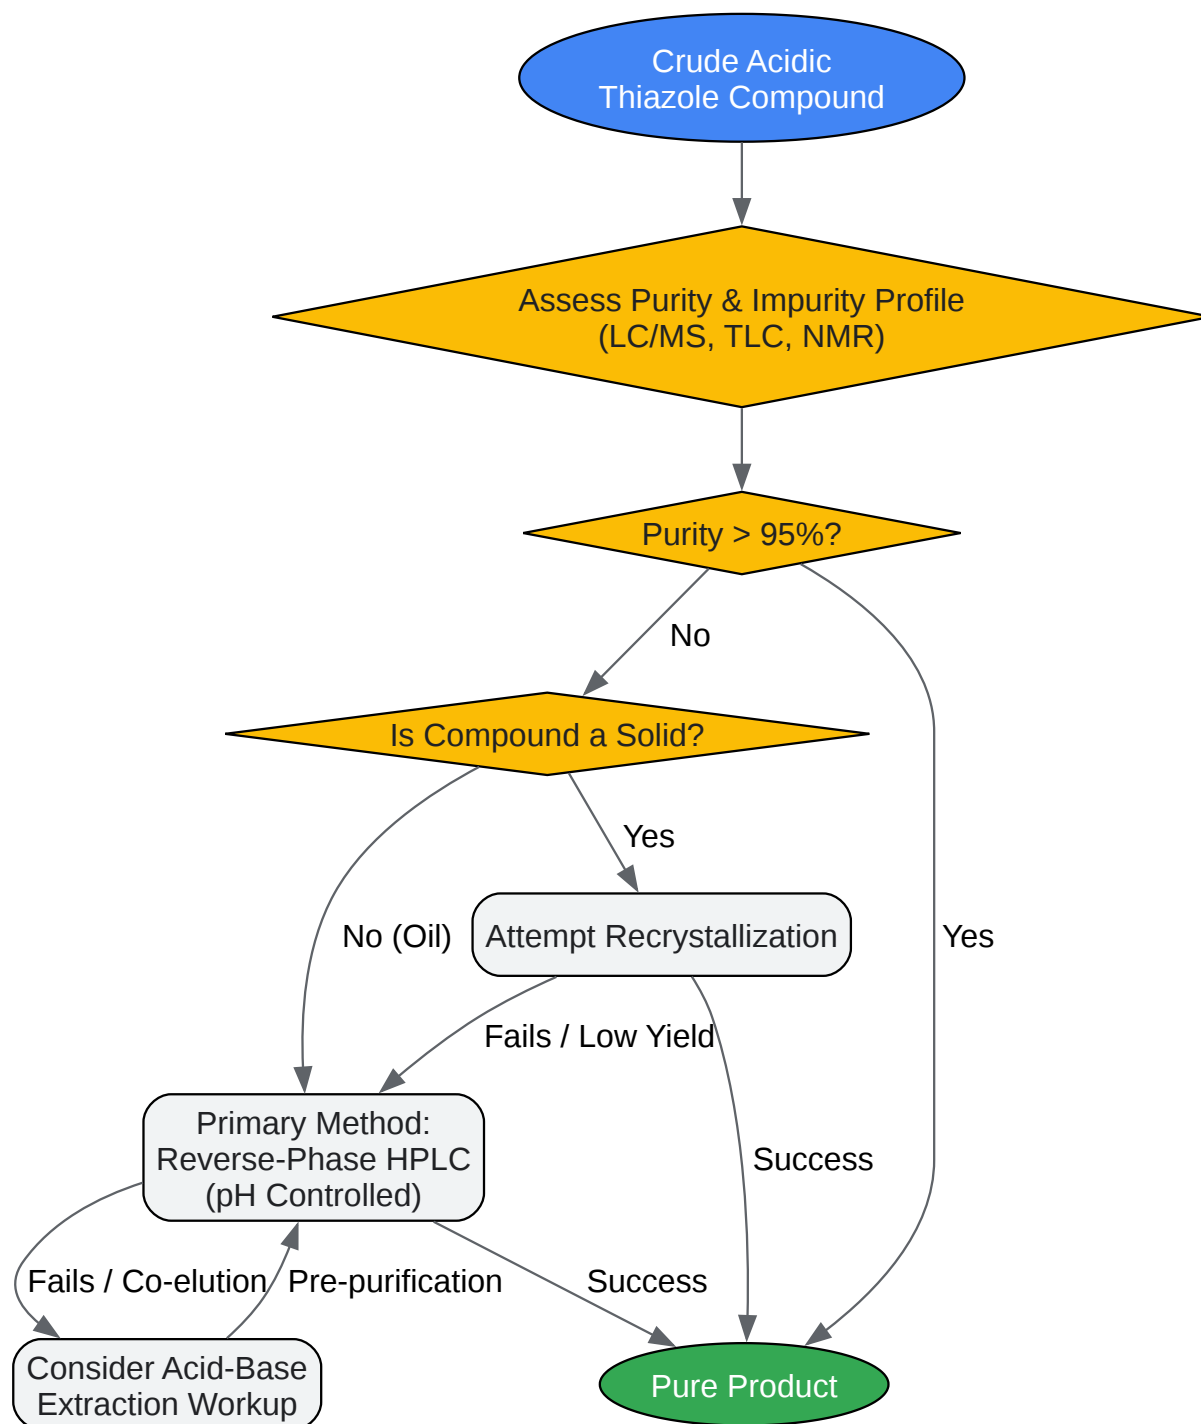 Crude Acidic
Thiazole Compound
Assess Purity & Impurity Profile
(LC/MS, TLC, NMR)
Purity > 95%?
No
Is Compound a Solid?
Yes
No (Oil)
Attempt Recrystallization
Yes
Fails / Low Yield
Primary Method:
Reverse-Phase HPLC
(pH Controlled)
Success
Fails / Co-elution
Pre-purification
Success
Consider Acid-Base
Extraction Workup
Pure Product